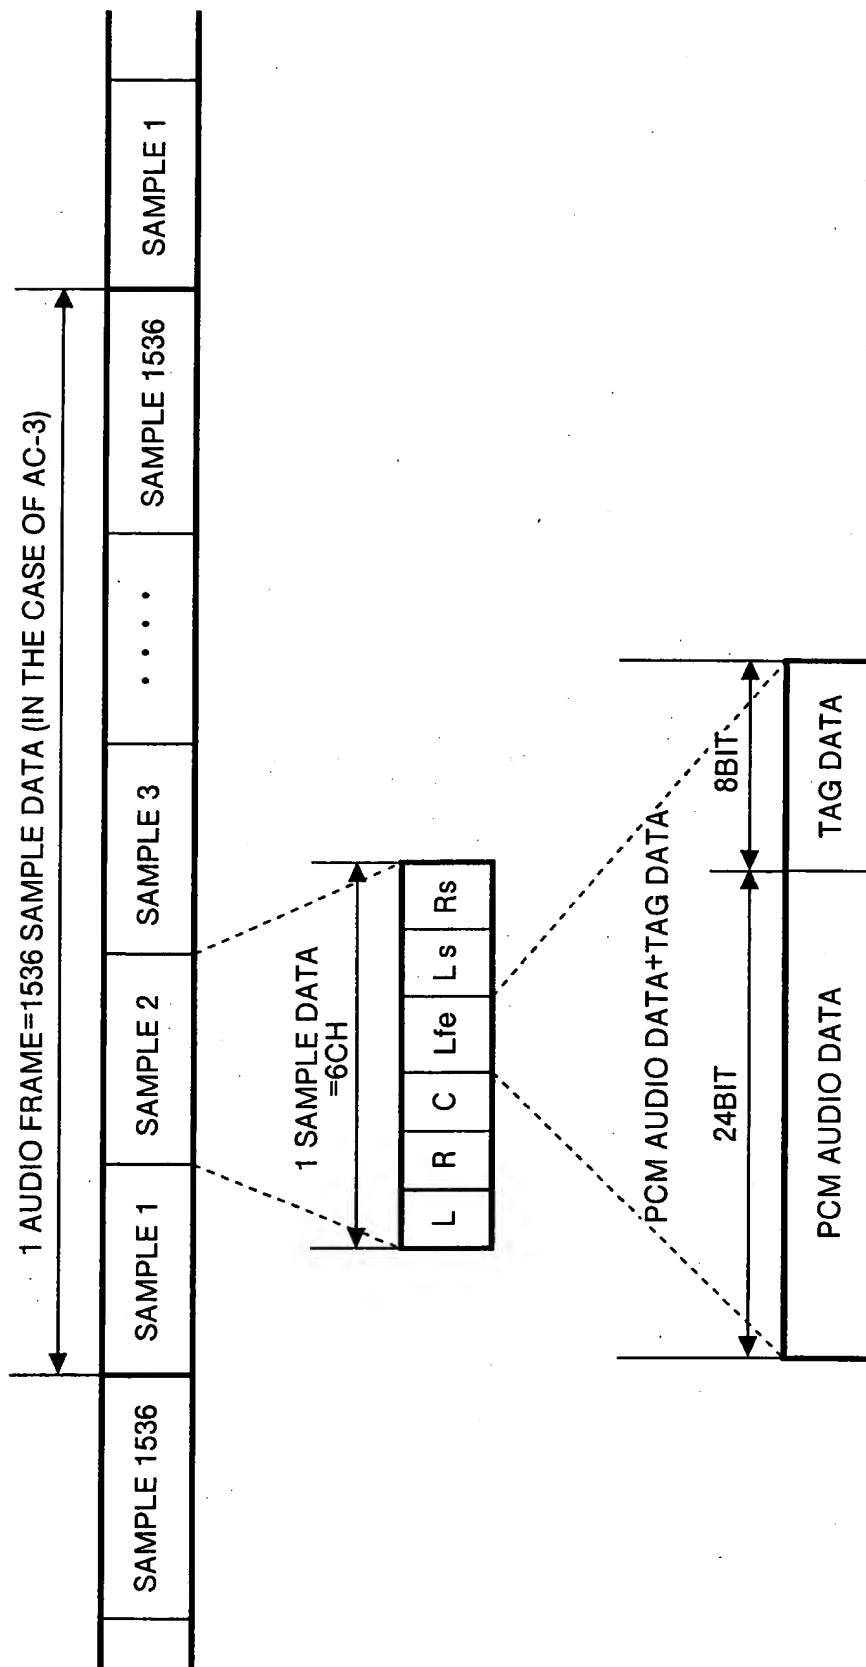 1 AUDIO FRAME=1536 SAMPLE DATA (IN THE CASE OF AC-3)
SAMPLE 1536
SAMPLE 1
SAMPLE 2
SAMPLE 3
. . . .
SAMPLE 1536
SAMPLE 1
1 SAMPLE DATA
=6CH
L
R
C
Lfe
Ls
Rs
PCM AUDIO DATA+TAG DATA
24BIT
8BIT
PCM AUDIO DATA
TAG DATA